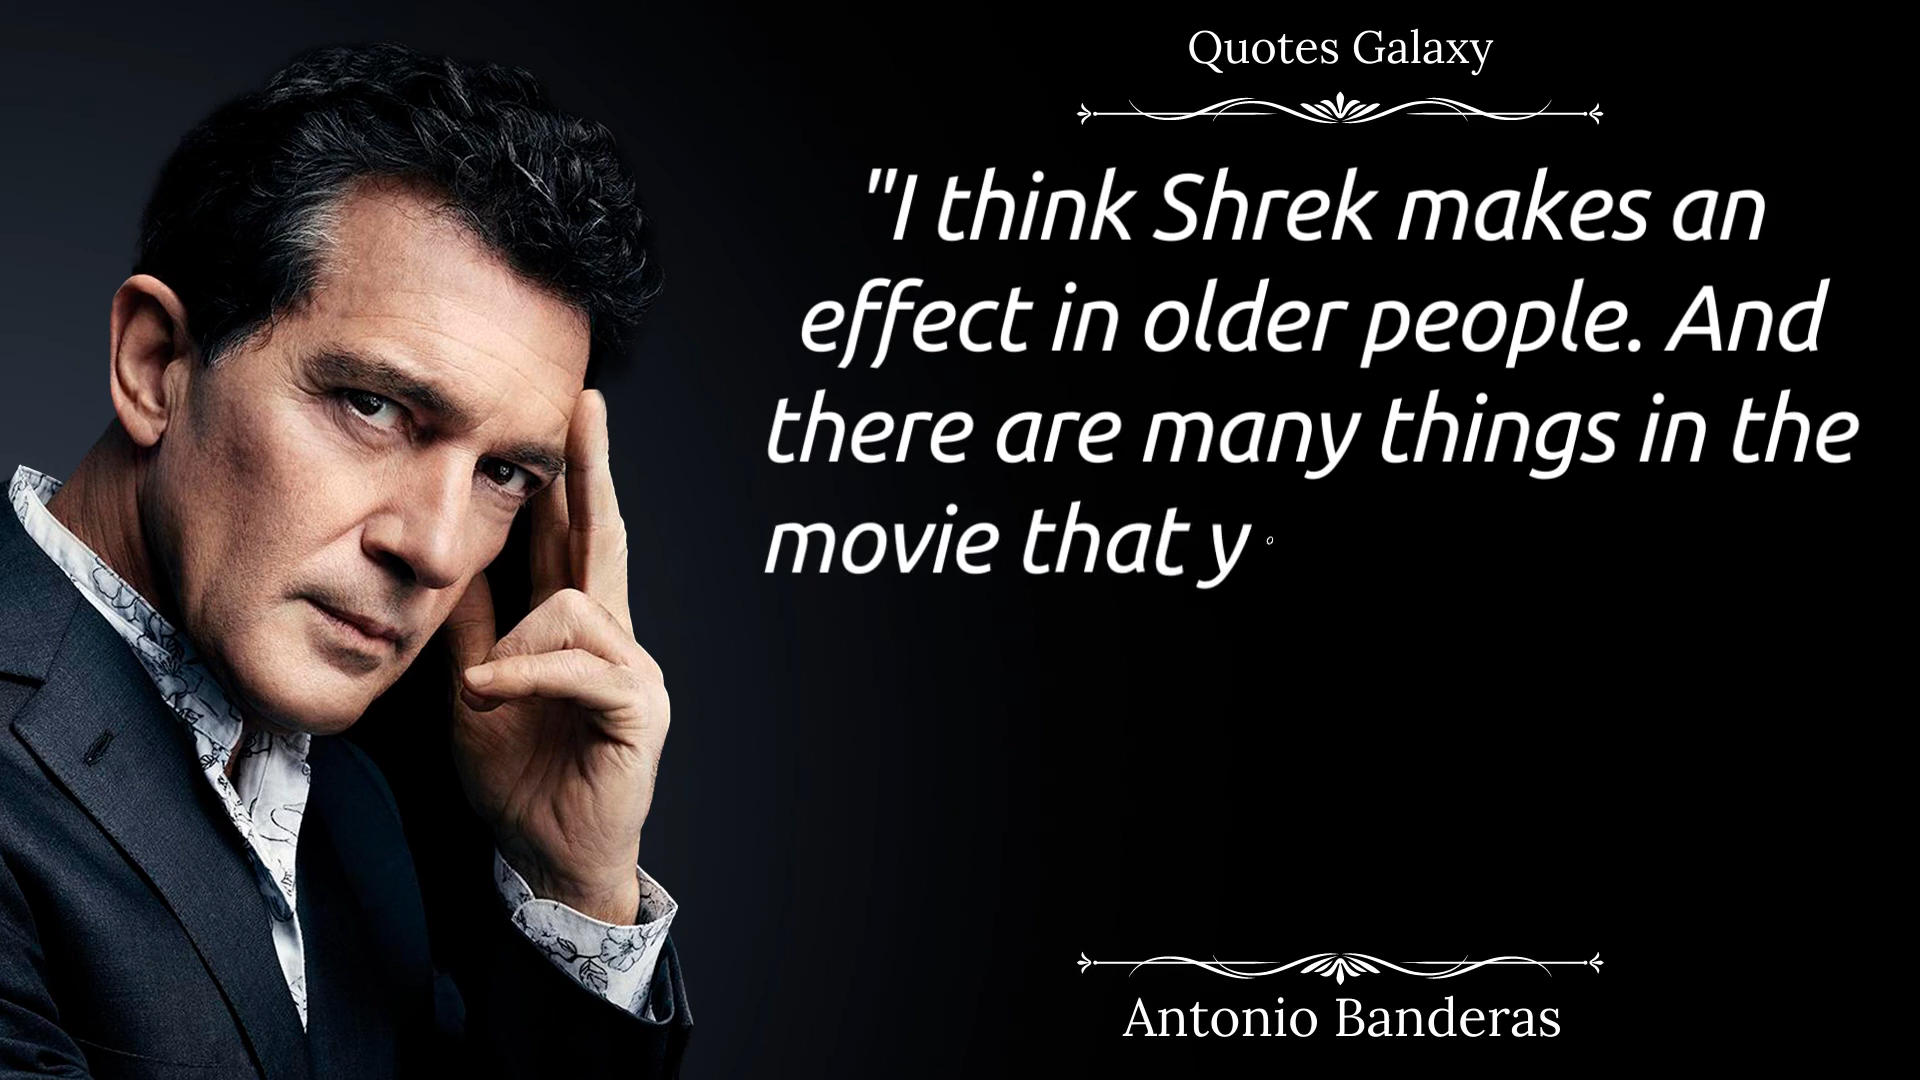 Quotes Galaxy
"I think Shrek makes an
effect in older people. And
there are many things in the
movie that y o
Antonio Banderas